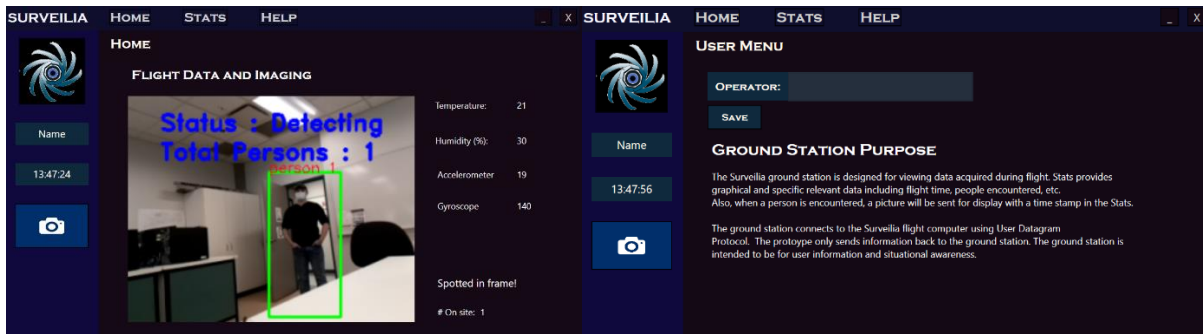 SURVEILIA
HOME STATS HELP
_ X
HOME
FLIGHT DATA AND IMAGING
Name
13:47:24
Status : Detecting
Total Persons : 1
person 1
Temperature: 21
Humidity (%): 30
Accelerometer 19
Gyroscope 140
Spotted in frame!
# On site: 1
SURVEILIA
HOME STATS HELP
_ X
USER MENU
Name
13:47:56
OPERATOR:
SAVE
GROUND STATION PURPOSE
The Surveilia ground station is designed for viewing data acquired during flight. Stats provides
graphical and specific relevant data including flight time, people encountered, etc.
Also, when a person is encountered, a picture will be sent for display with a time stamp in the Stats.
The ground station connects to the Surveilia flight computer using User Datagram
Protocol. The protoype only sends information back to the ground station. The ground station is
intended to be for user information and situational awareness.